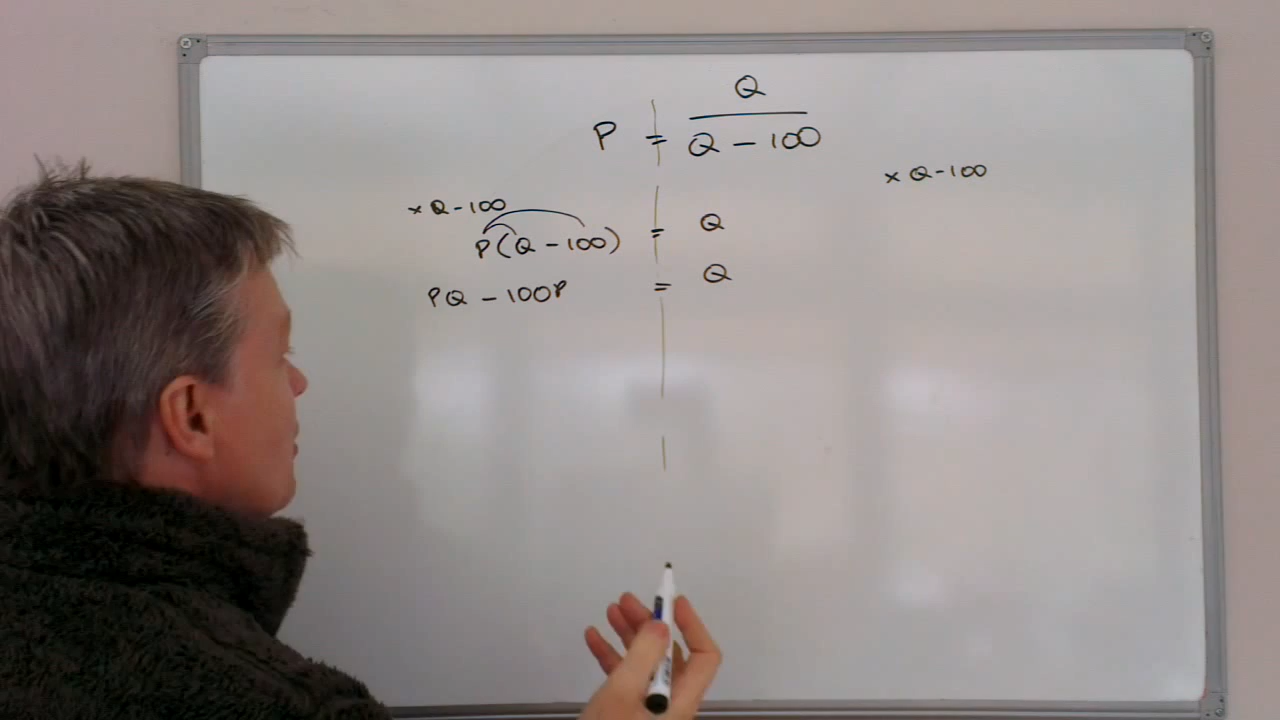 P = Q / Q - 100
× Q - 100 × Q - 100
P(Q - 100) = Q
PQ - 100P = Q